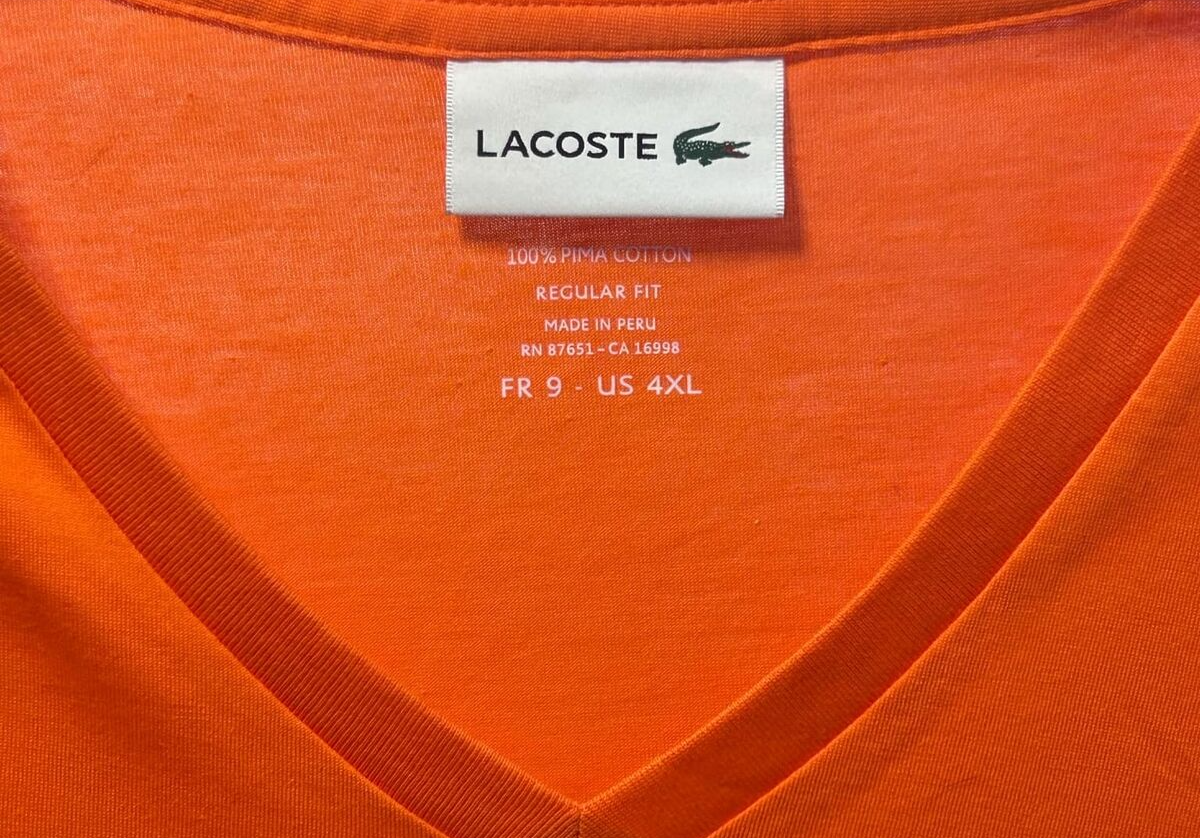 LACOSTE
100% PIMA COTTON
REGULAR FIT
MADE IN PERU
RN 87651 - CA 16998
FR 9 - US 4XL